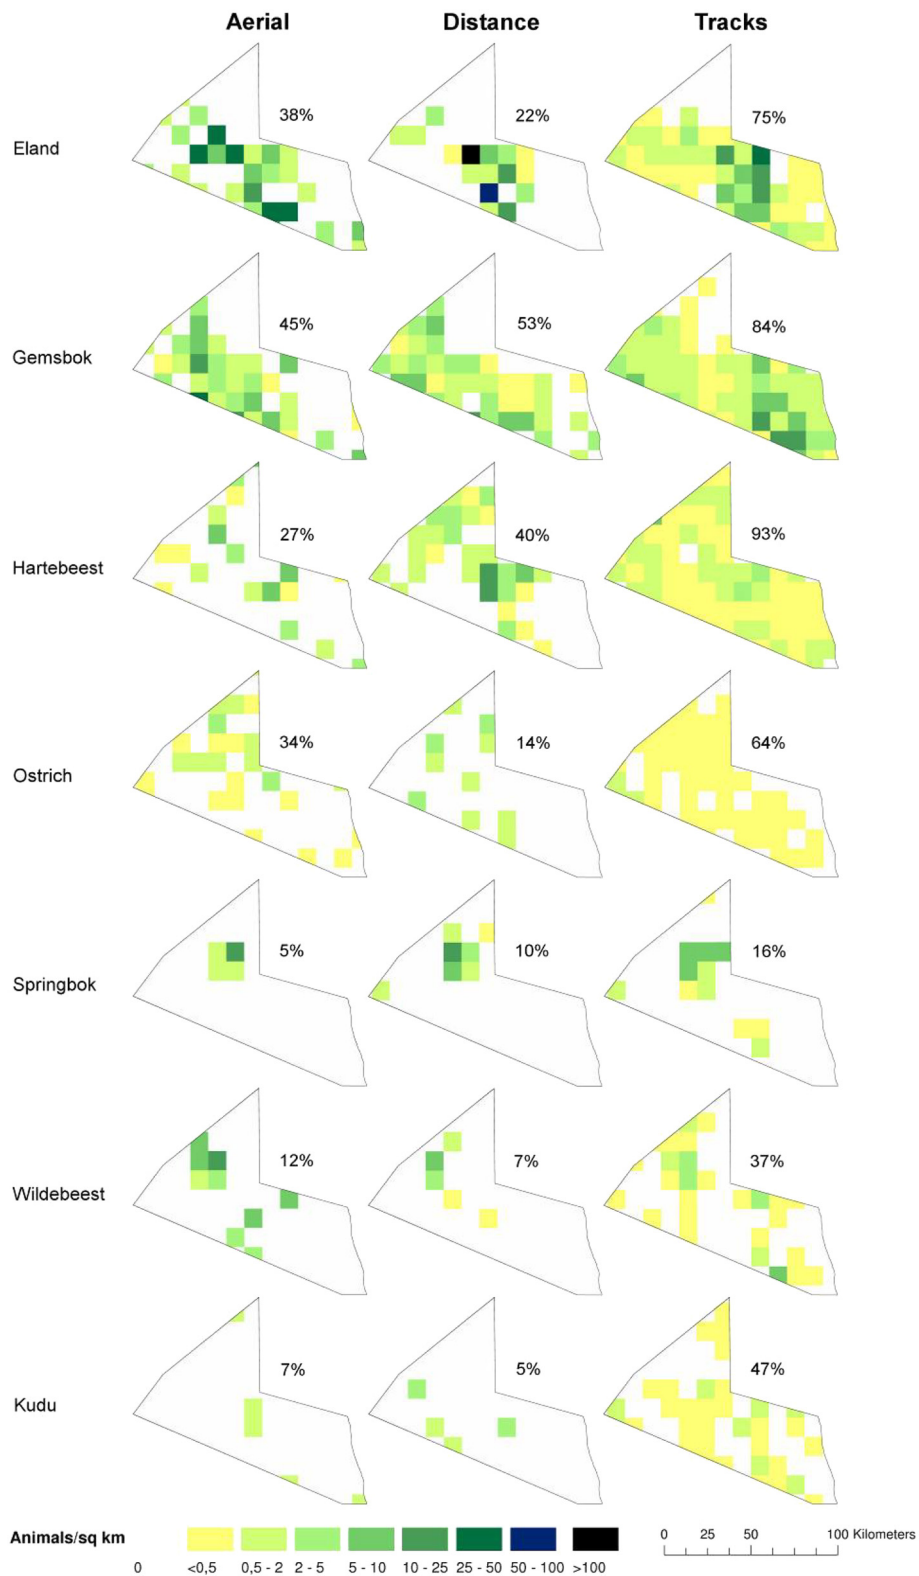 Aerial Distance Tracks
Eland 38% 22% 75%
Gemsbok 45% 53% 84%
Hartebeest 27% 40% 93%
Ostrich 34% 14% 64%
Springbok 5% 10% 16%
Wildebeest 12% 7% 37%
Kudu 7% 5% 47%
Animals/sq km 0 25 50 100 Kilometers
0 <0,5 0,5 - 2 2 - 5 5 - 10 10 - 25 25 - 50 50 - 100 >100